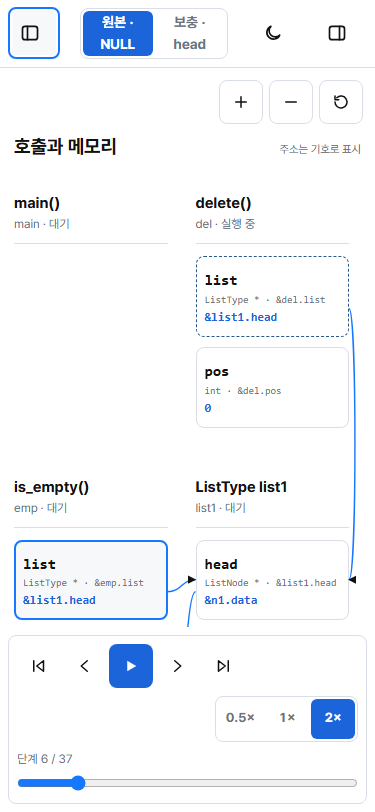 원본 ·
NULL
보충 ·
head
호출과 메모리
주소는 기호로 표시
main()
main · 대기
delete()
del · 실행 중
list
ListType * · &del.list
&list1.head
pos
int · &del.pos
0
is_empty()
emp · 대기
ListType list1
list1 · 대기
list
ListType * · &emp.list
&list1.head
head
ListNode * · &list1.head
&n1.data
0.5×
1×
2×
단계 6 / 37